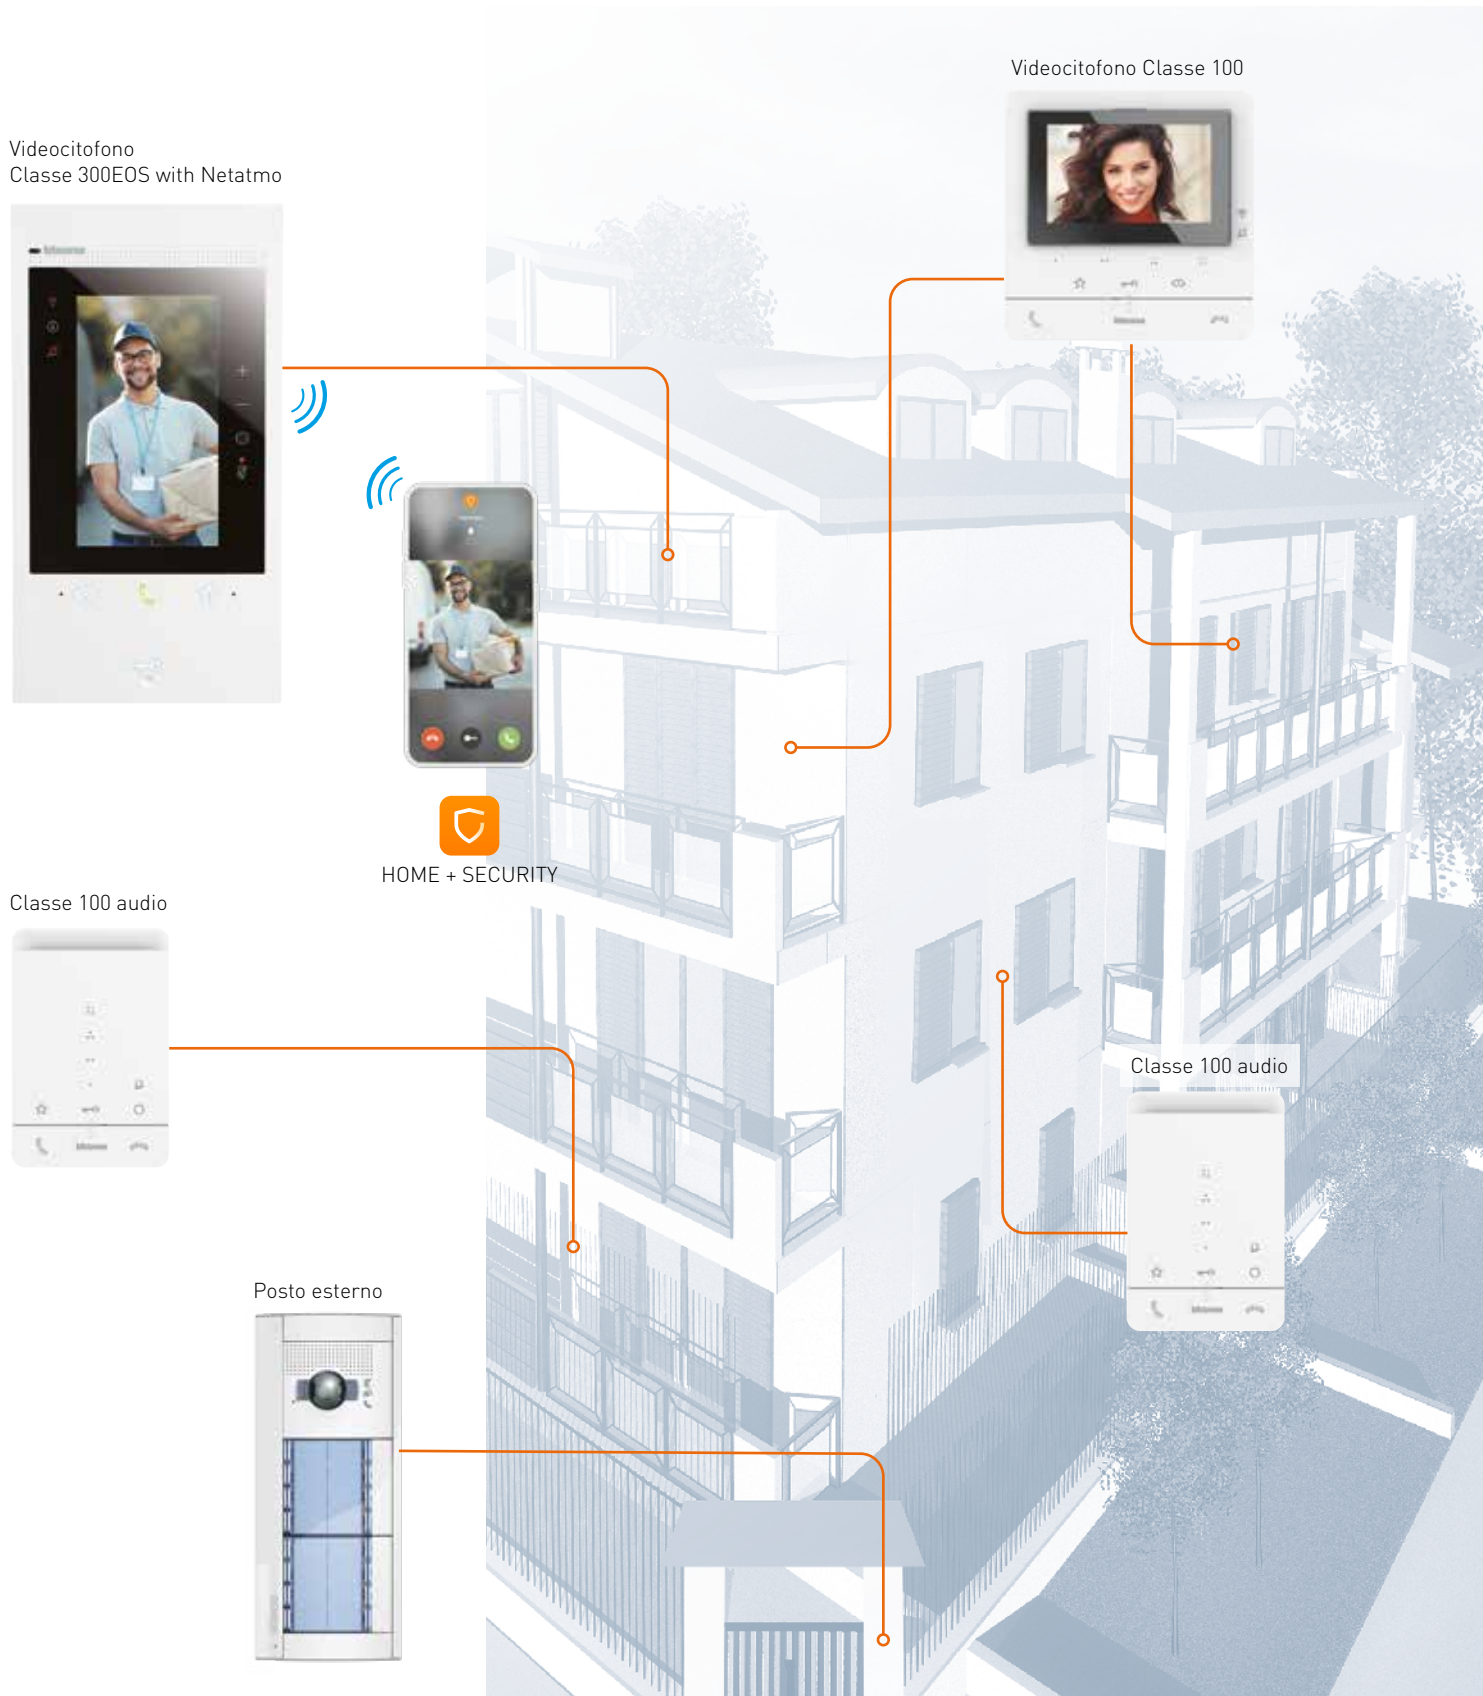 Videocitofono Classe 100
Videocitofono
Classe 300EOS with Netatmo
HOME + SECURITY
Classe 100 audio
Classe 100 audio
Posto esterno